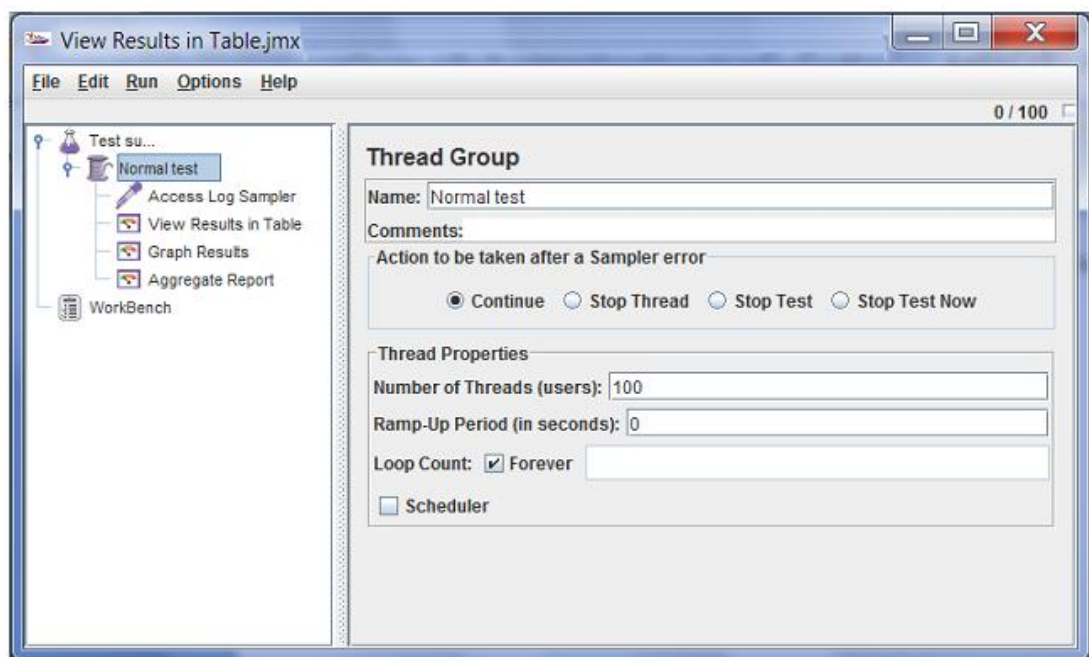 View Results in Table.jmx
File Edit Run Options Help
0 / 100
Test su...
Normal test
Access Log Sampler
View Results in Table
Graph Results
Aggregate Report
WorkBench
Thread Group
Name: Normal test
Comments:
Action to be taken after a Sampler error
Continue Stop Thread Stop Test Stop Test Now
Thread Properties
Number of Threads (users): 100
Ramp-Up Period (in seconds): 0
Loop Count: Forever
Scheduler